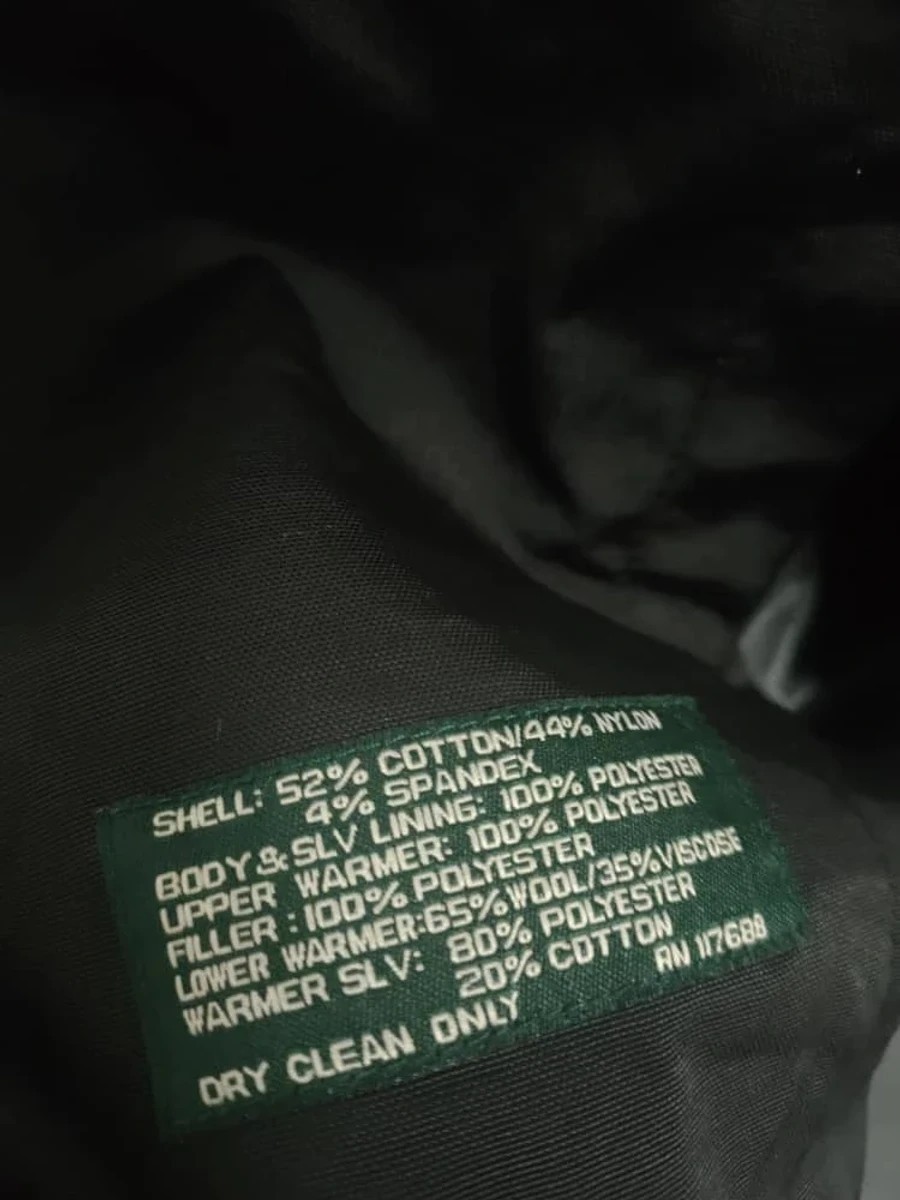 SHELL: 52% COTTON/44% NYLON
4% SPANDEX
BODY & SLV LINING: 100% POLYESTER
UPPER WARMER: 100% POLYESTER
FILLER : 100% POLYESTER
LOWER WARMER:65%WOOL/35%VISCOSE
WARMER SLV: 80% POLYESTER
20% COTTON
RN 117688
DRY CLEAN ONLY